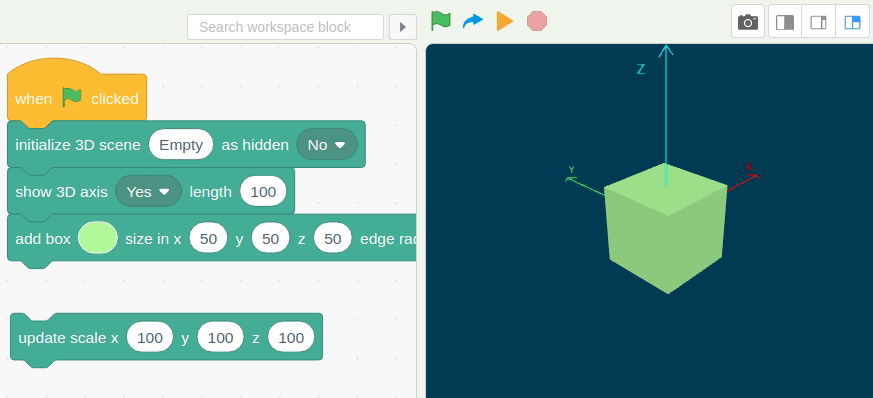 Search workspace block
when clicked
initialize 3D scene Empty as hidden No
show 3D axis Yes length 100
add box size in x 50 y 50 z 50 edge rad
update scale x 100 y 100 z 100
Z
Y
X